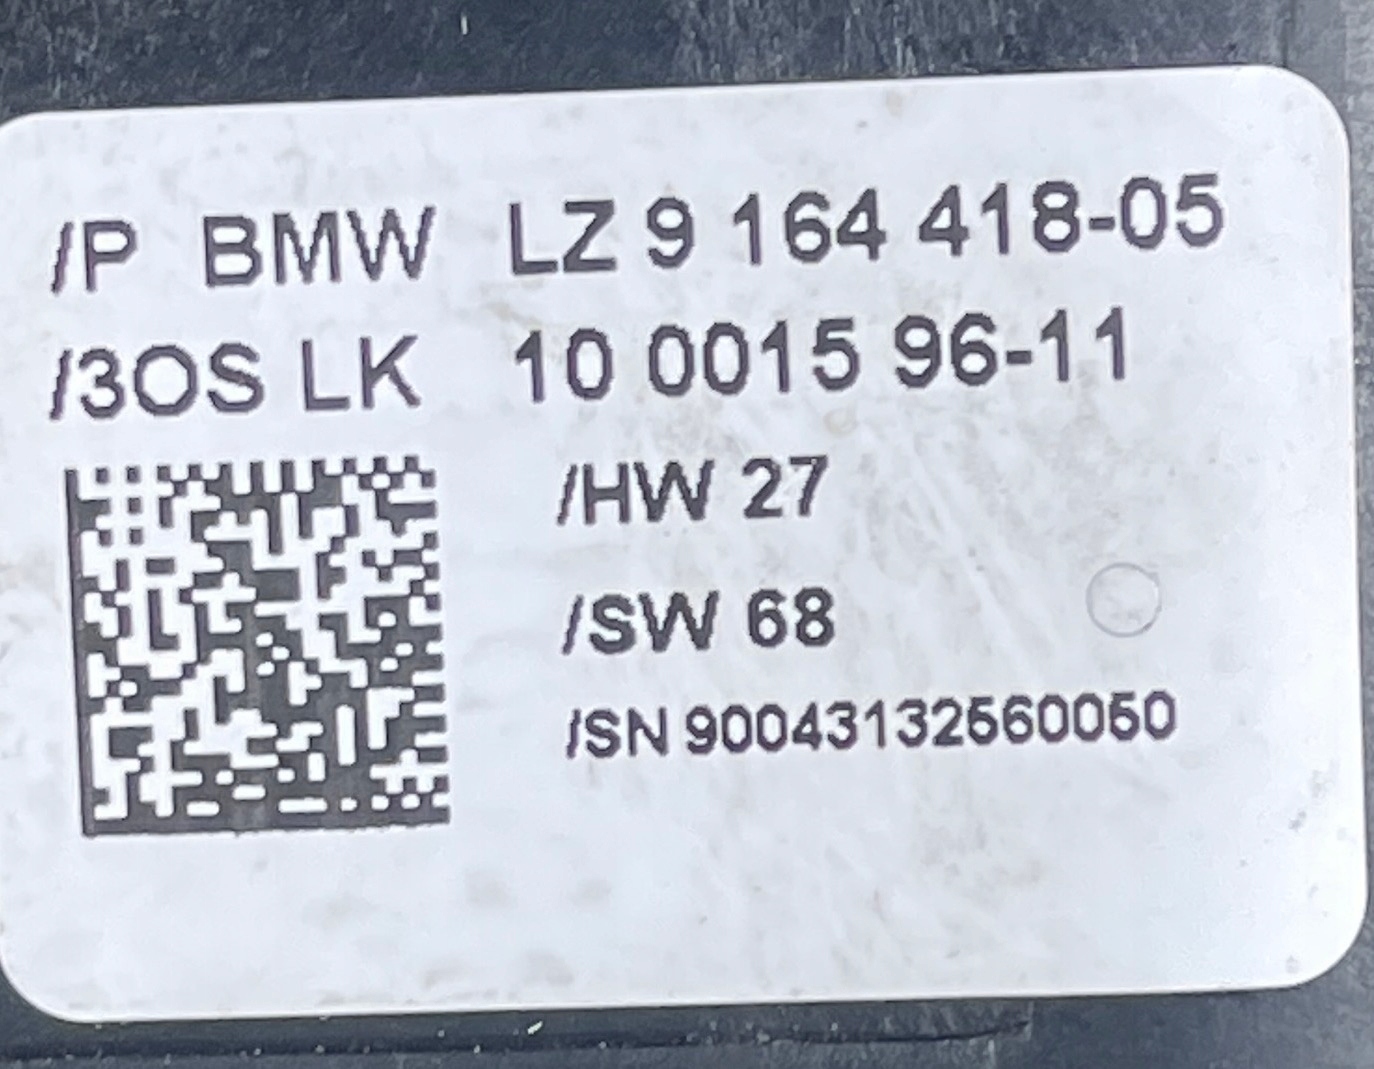 /P BMW LZ 9 164 418-05
/3OS LK 10 0015 96-11
/HW 27
/SW 68
/SN 90043132560050